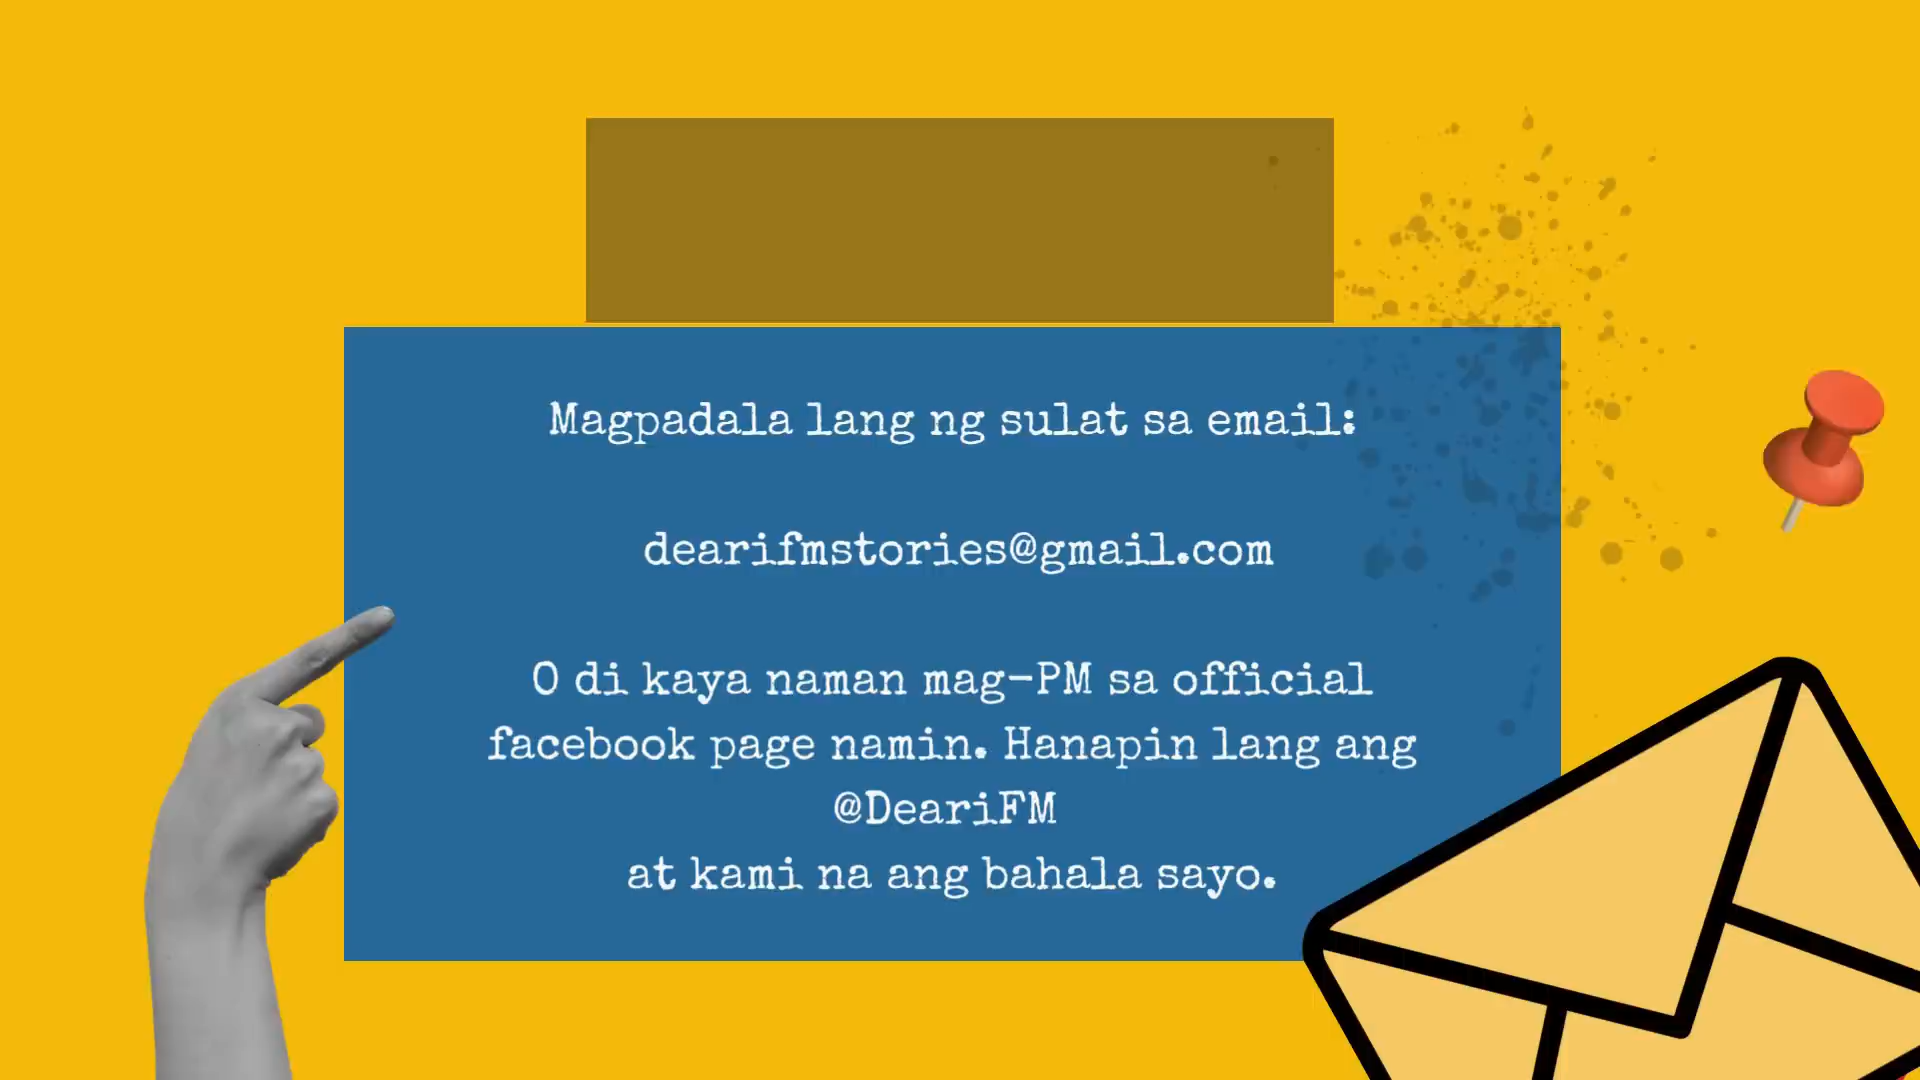 Magpadala lang ng sulat sa email:
dearifmstories@gmail.com
O di kaya naman mag-PM sa official
facebook page namin. Hanapin lang ang
@DeariFM
at kami na ang bahala sayo.